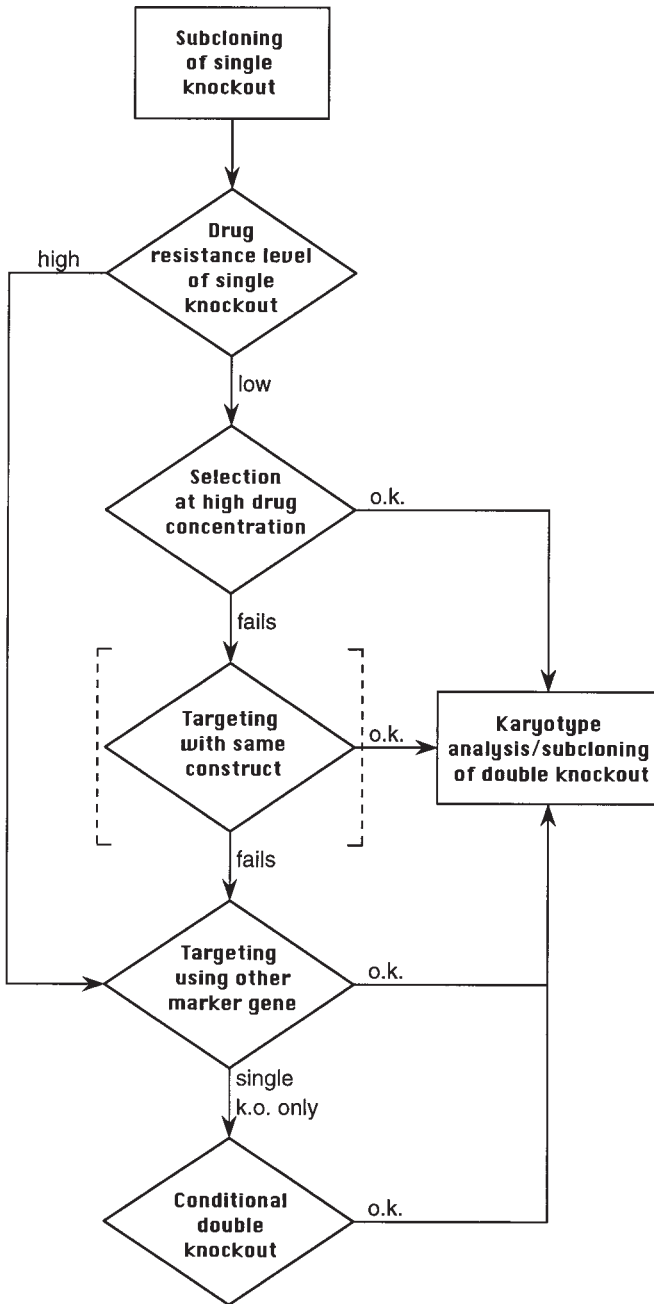 Subcloning
of single
knockout
Drug
resistance level
of single
knockout
high
low
Selection
at high drug
concentration
o.k.
fails
Targeting
with same
construct
o.k.
Karyotype
analysis/subcloning
of double knockout
fails
Targeting
using other
marker gene
o.k.
single
k.o. only
Conditional
double
knockout
o.k.